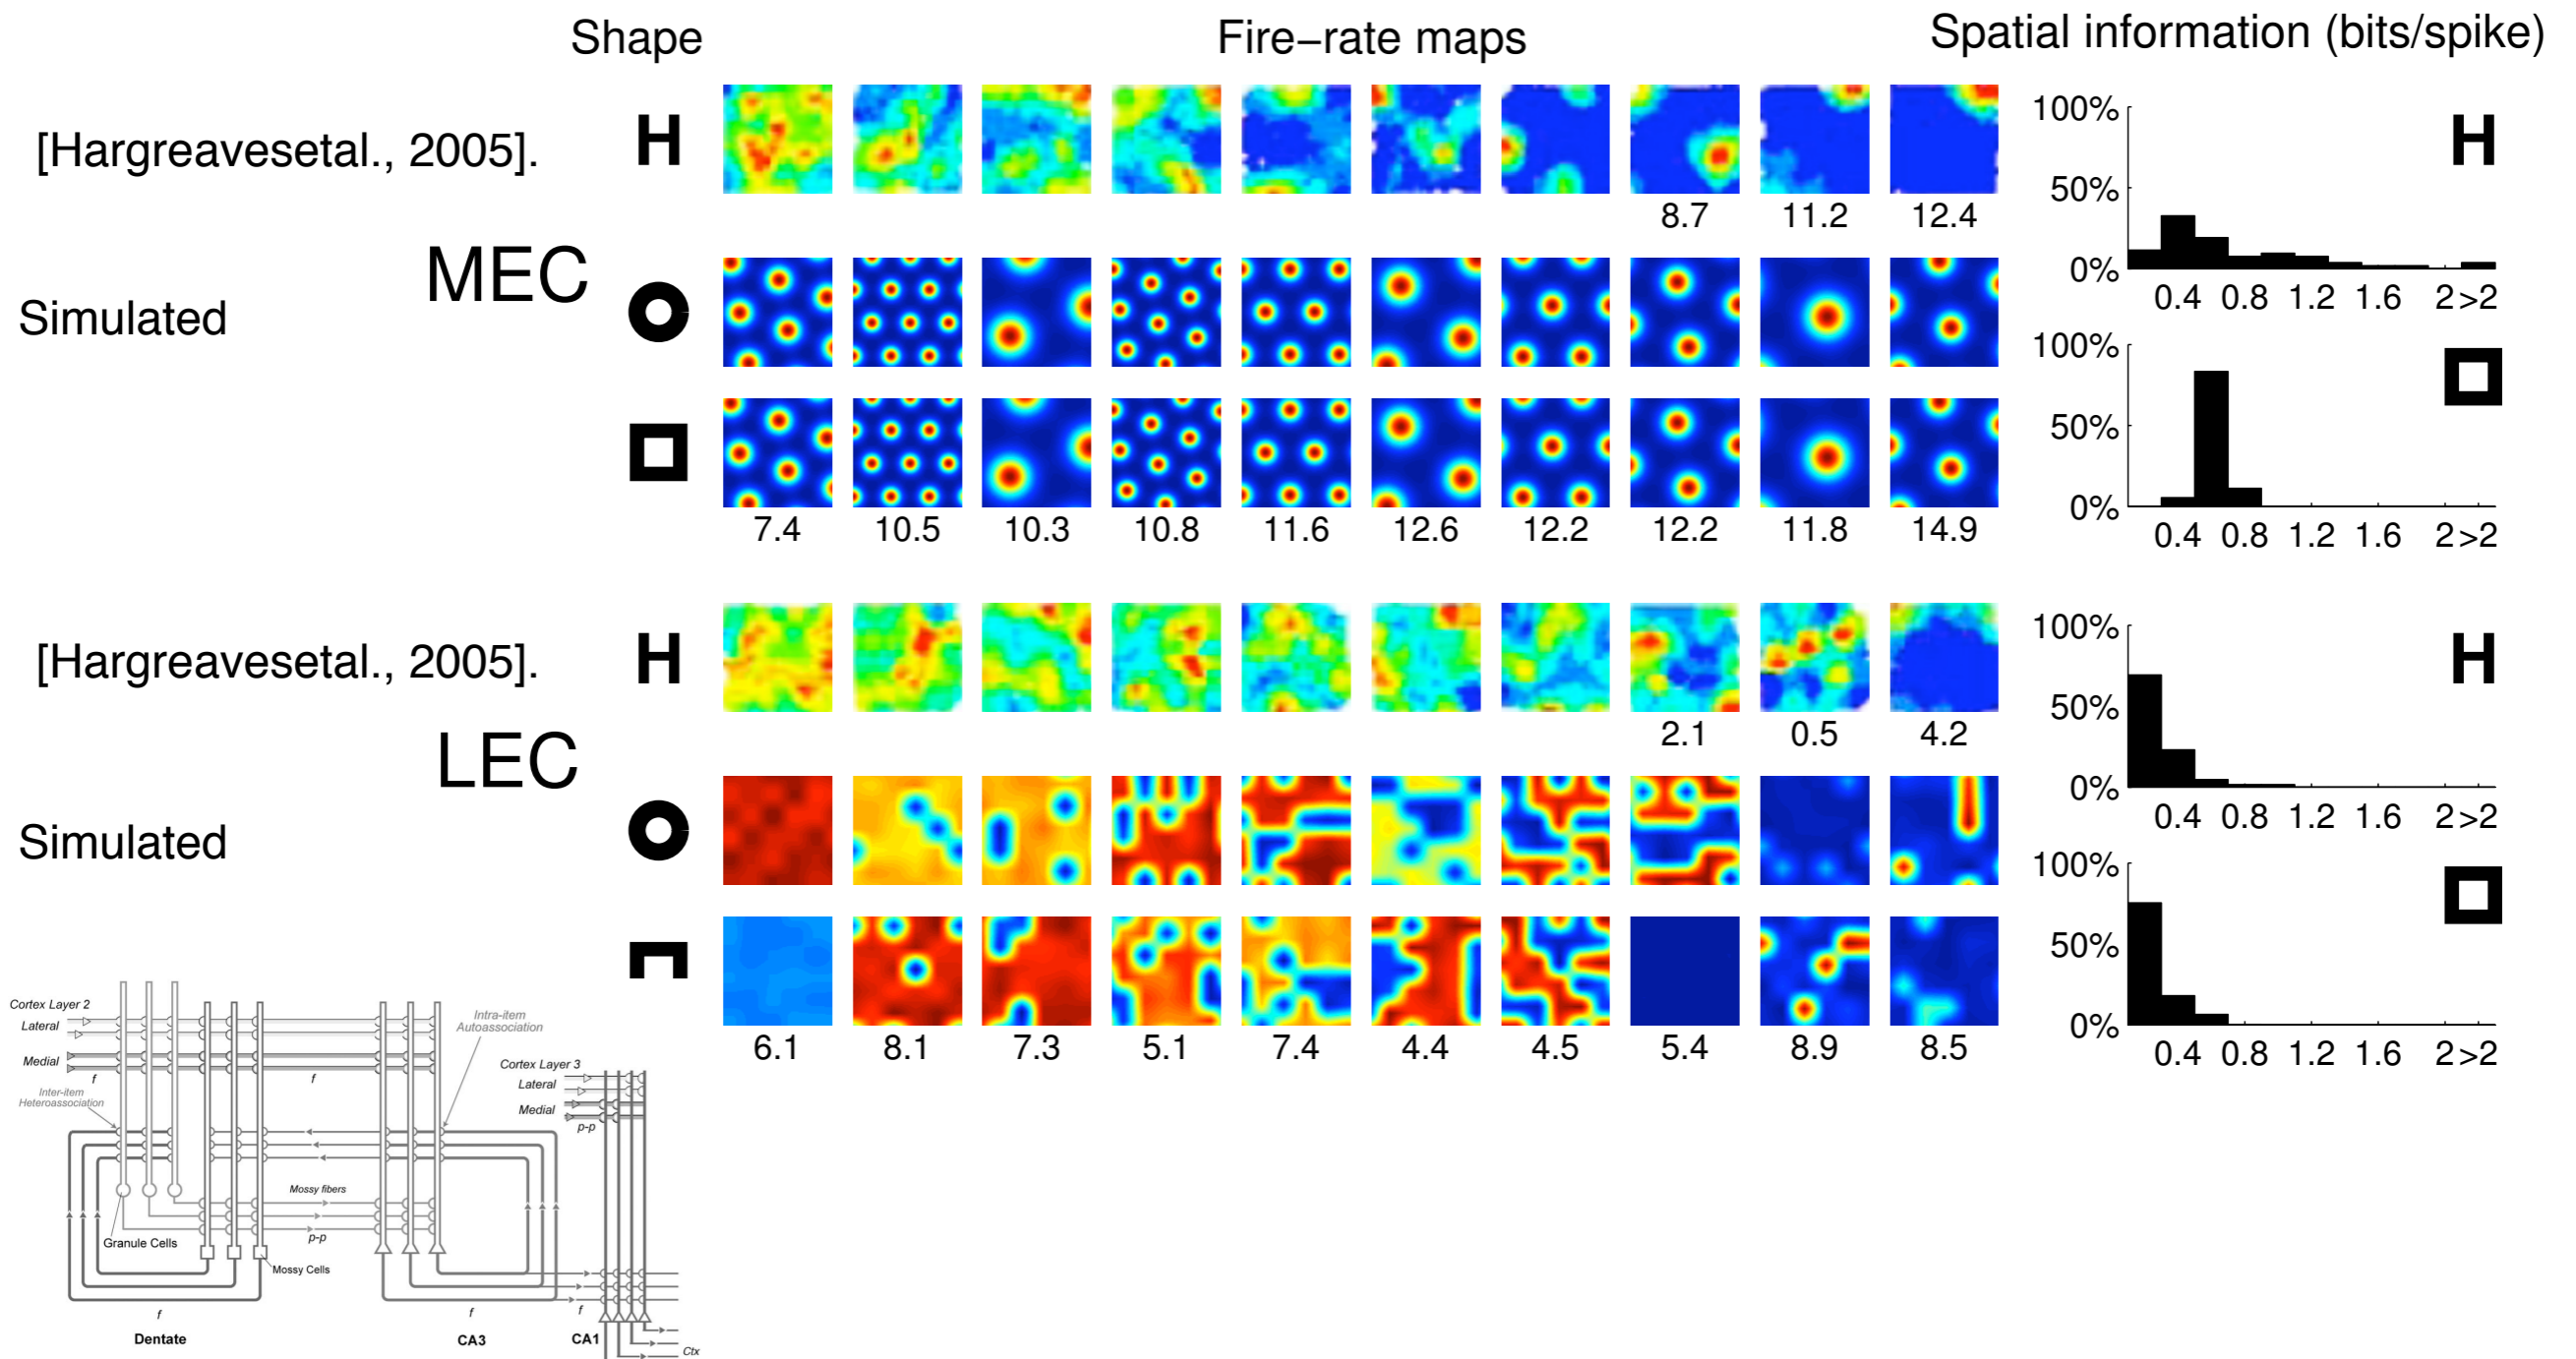 Shape Fire−rate maps Spatial information (bits/spike)
[Hargreavesetal., 2005]. H
8.7 11.2 12.4
100%
50%
0%
0.4 0.8 1.2 1.6 2 >2
H
MEC
Simulated
7.4 10.5 10.3 10.8 11.6 12.6 12.2 12.2 11.8 14.9
100%
50%
0%
0.4 0.8 1.2 1.6 2 >2
[Hargreavesetal., 2005]. H
2.1 0.5 4.2
100%
50%
0%
0.4 0.8 1.2 1.6 2 >2
H
LEC
Simulated
6.1 8.1 7.3 5.1 7.4 4.4 4.5 5.4 8.9 8.5
100%
50%
0%
0.4 0.8 1.2 1.6 2 >2
Cortex Layer 2
Lateral
Medial
f f
Inter-item
Heteroassociation
Intra-item
Autoassociation
Cortex Layer 3
Lateral
Medial
p-p
Mossy fibers
p-p
Granule Cells
Mossy Cells
f f f
Dentate CA3 CA1
Ctx